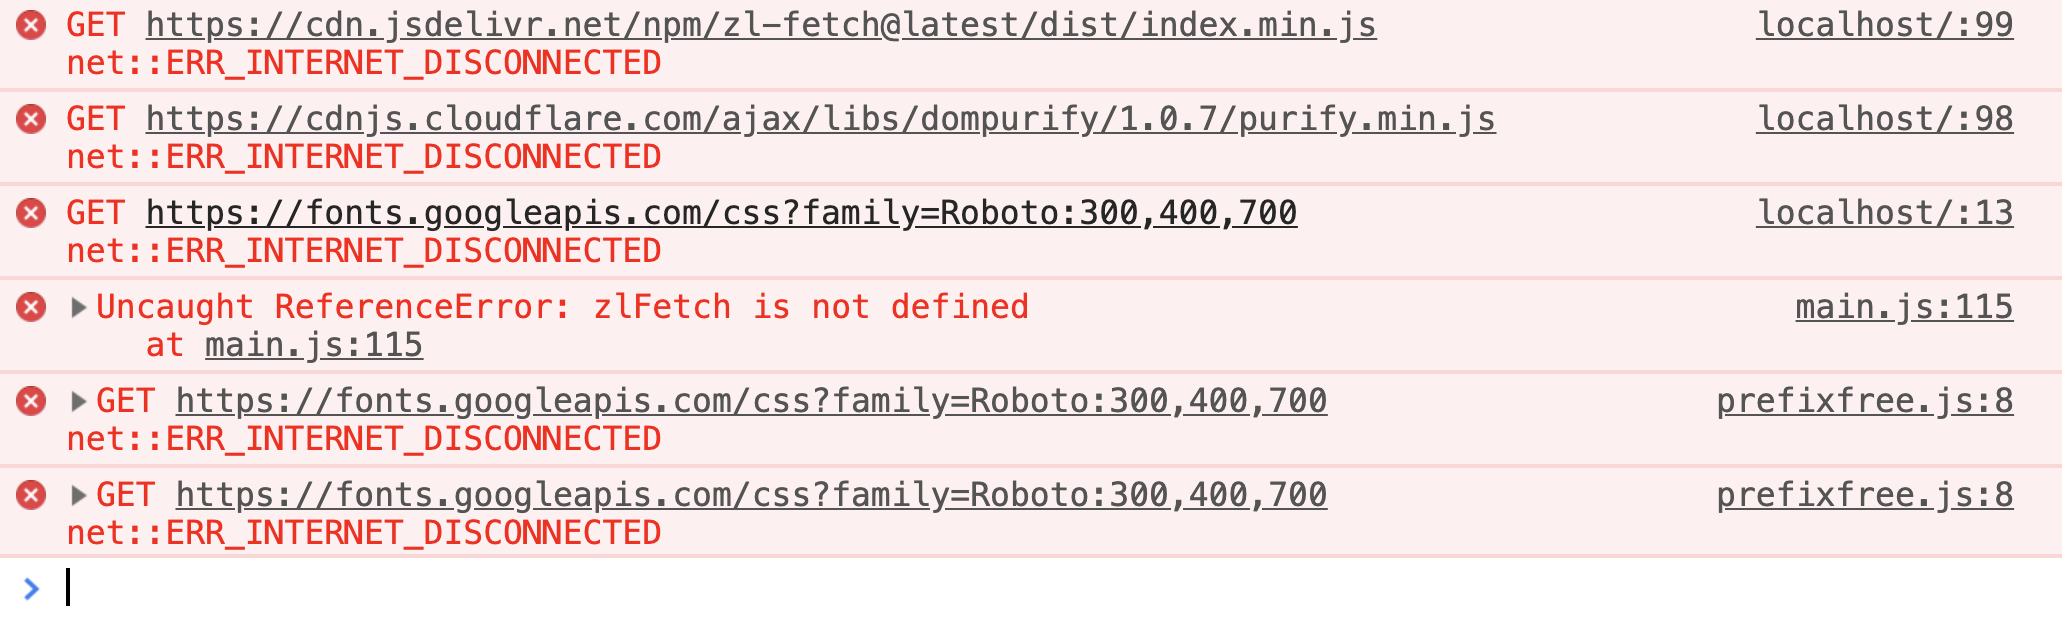 GET https://cdn.jsdelivr.net/npm/zl-fetch@latest/dist/index.min.js localhost/:99
net::ERR_INTERNET_DISCONNECTED
GET https://cdnjs.cloudflare.com/ajax/libs/dompurify/1.0.7/purify.min.js localhost/:98
net::ERR_INTERNET_DISCONNECTED
GET https://fonts.googleapis.com/css?family=Roboto:300,400,700 localhost/:13
net::ERR_INTERNET_DISCONNECTED
Uncaught ReferenceError: zlFetch is not defined main.js:115
at main.js:115
GET https://fonts.googleapis.com/css?family=Roboto:300,400,700 prefixfree.js:8
net::ERR_INTERNET_DISCONNECTED
GET https://fonts.googleapis.com/css?family=Roboto:300,400,700 prefixfree.js:8
net::ERR_INTERNET_DISCONNECTED